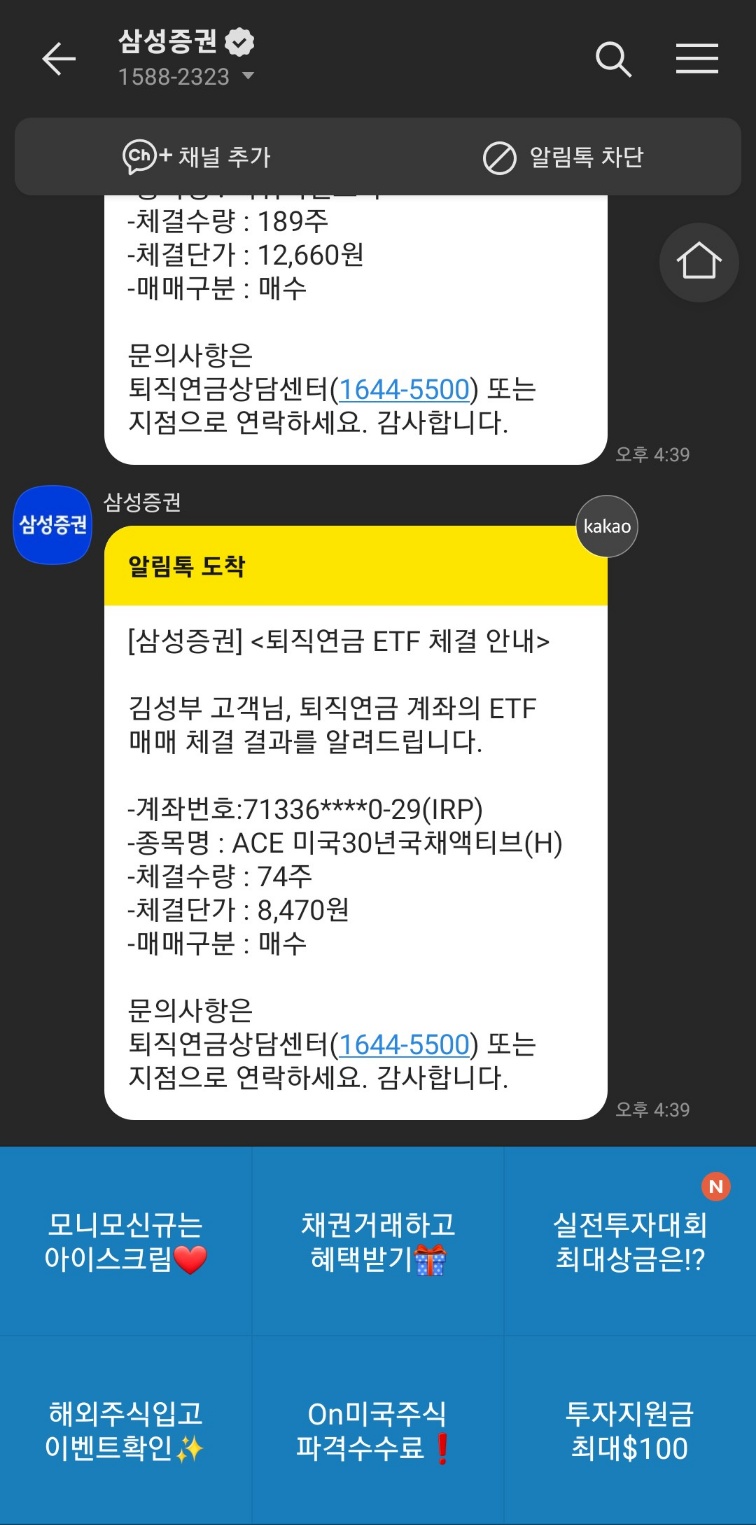 삼성증권
1588-2323
Ch+ 채널 추가
알림톡 차단
-체결수량 : 189주
-체결단가 : 12,660원
-매매구분 : 매수
문의사항은
퇴직연금상담센터(1644-5500) 또는
지점으로 연락하세요. 감사합니다.
오후 4:39
삼성증권
삼성증권
kakao
알림톡 도착
[삼성증권] <퇴직연금 ETF 체결 안내>
김성부 고객님, 퇴직연금 계좌의 ETF
매매 체결 결과를 알려드립니다.
-계좌번호:71336****0-29(IRP)
-종목명 : ACE 미국30년국채액티브(H)
-체결수량 : 74주
-체결단가 : 8,470원
-매매구분 : 매수
문의사항은
퇴직연금상담센터(1644-5500) 또는
지점으로 연락하세요. 감사합니다.
오후 4:39
모니모신규는
아이스크림❤️
채권거래하고
혜택받기🎁
N
실전투자대회
최대상금은!?
해외주식입고
이벤트확인✨
On미국주식
파격수수료❗
투자지원금
최대$100